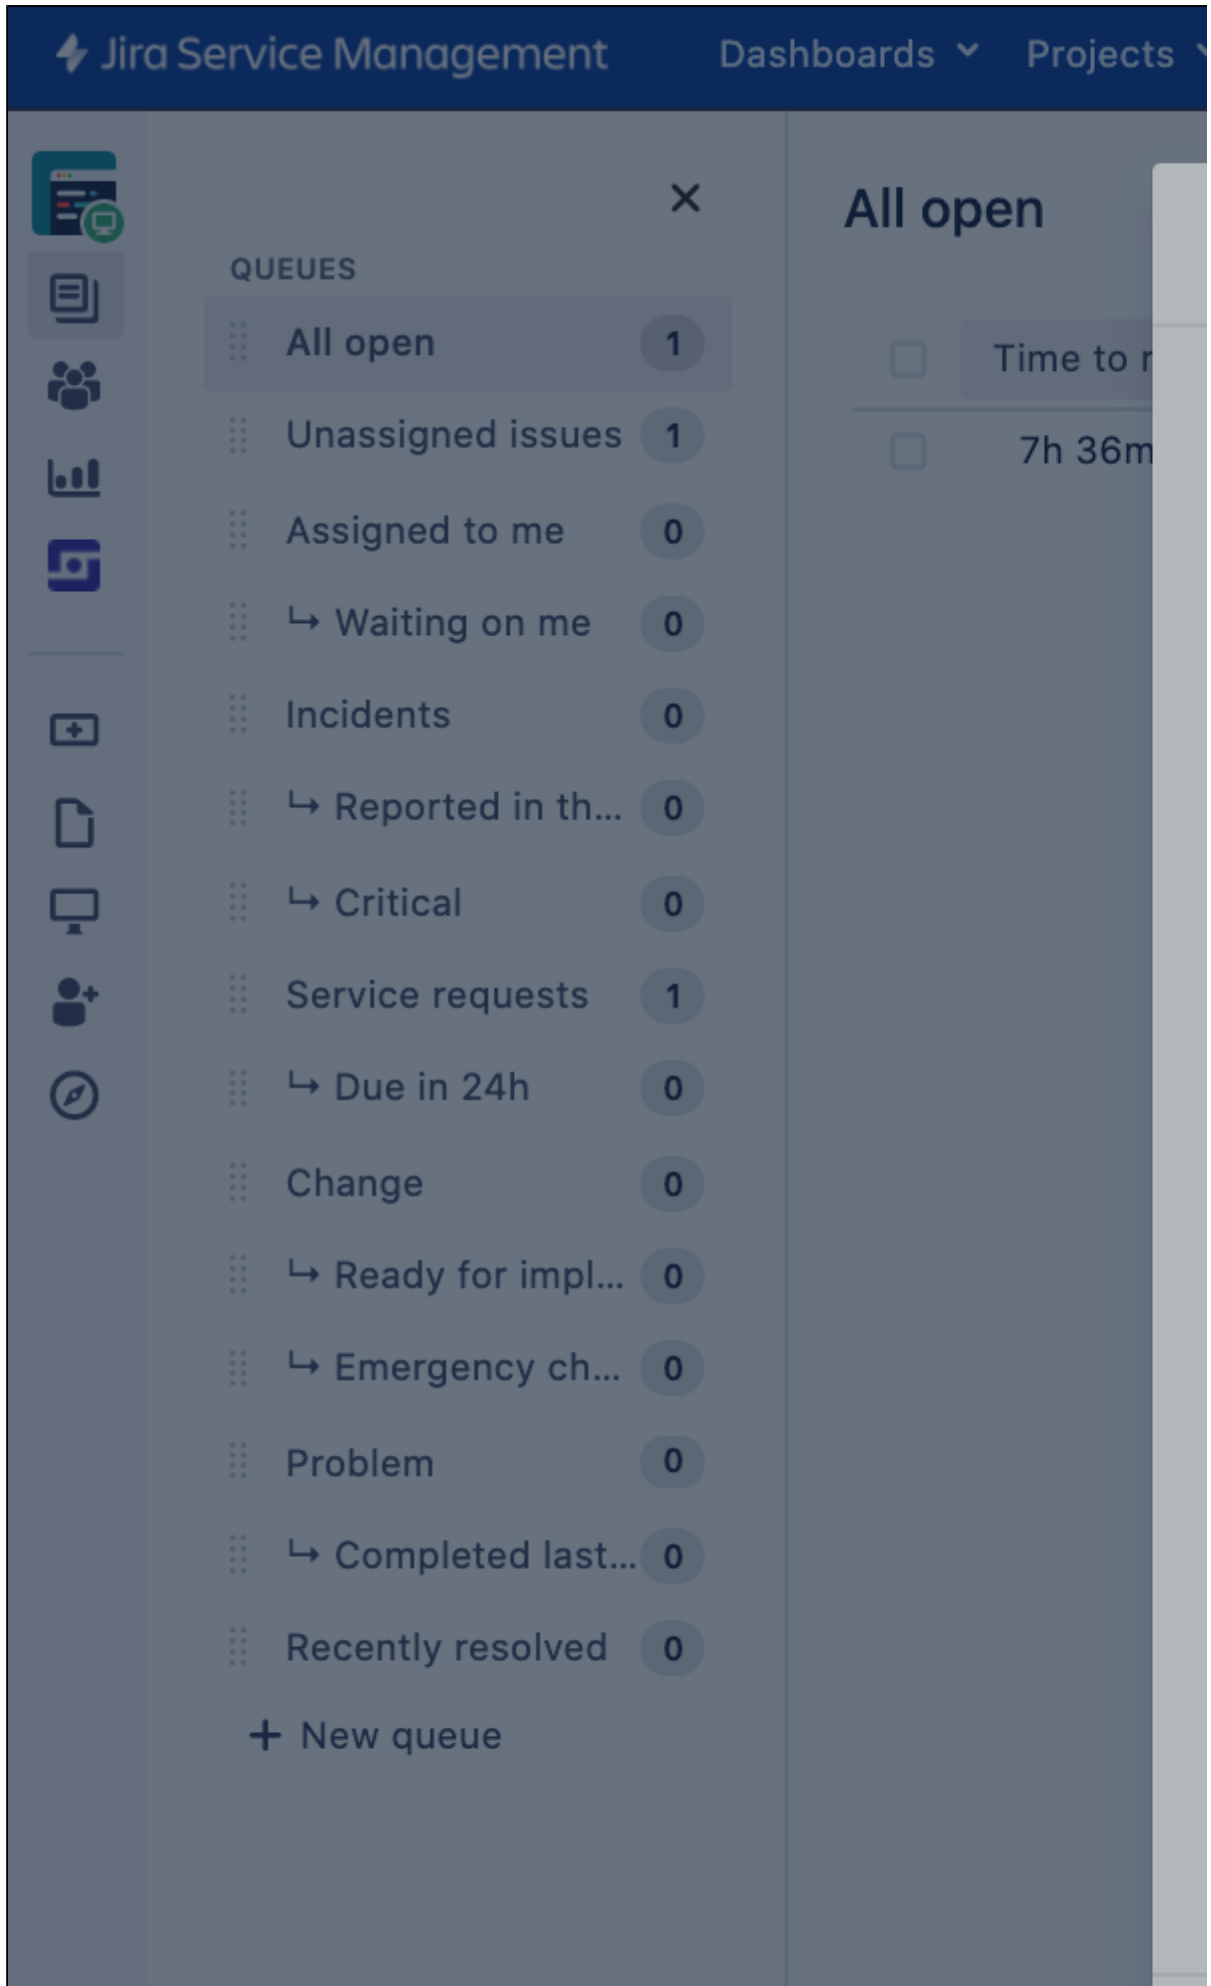 Jira Service Management Dashboards Projects
QUEUES
All open 1
Unassigned issues 1
Assigned to me 0
Waiting on me 0
Incidents 0
Reported in th... 0
Critical 0
Service requests 1
Due in 24h 0
Change 0
Ready for impl... 0
Emergency ch... 0
Problem 0
Completed last... 0
Recently resolved 0
+ New queue
All open
Time to
7h 36m